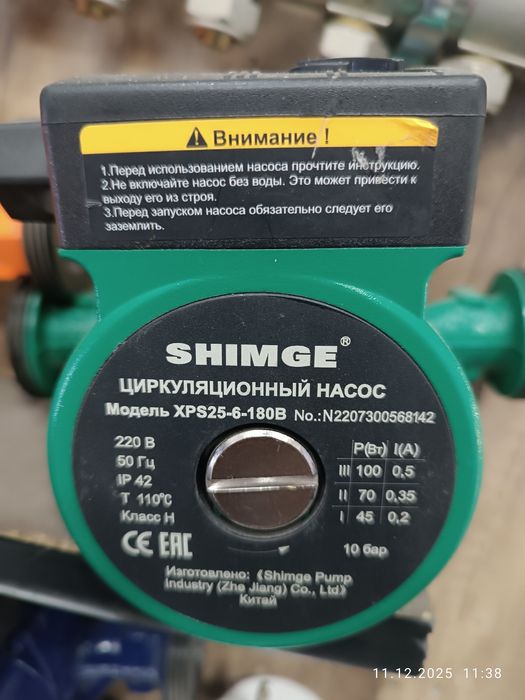 Внимание !
1.Перед использованием насоса прочтите инструкцию.
2.Не включайте насос без воды. Это может привести к
выходу его из строя.
3.Перед запуском насоса обязательно следует его
заземлить.
SHIMGE®
ЦИРКУЛЯЦИОННЫЙ НАСОС
Модель XPS25-6-180B No.:N2207300568142
220 В
50 Гц
IP 42
T 110°C
Класс H
P(Вт) I(A)
III 100 0,5
II 70 0,35
I 45 0,2
CE EAC
10 бар
Изготовлено: 《Shimge Pump
Industry (Zhe Jiang) Co., Ltd》
Китай
11.12.2025 11:38